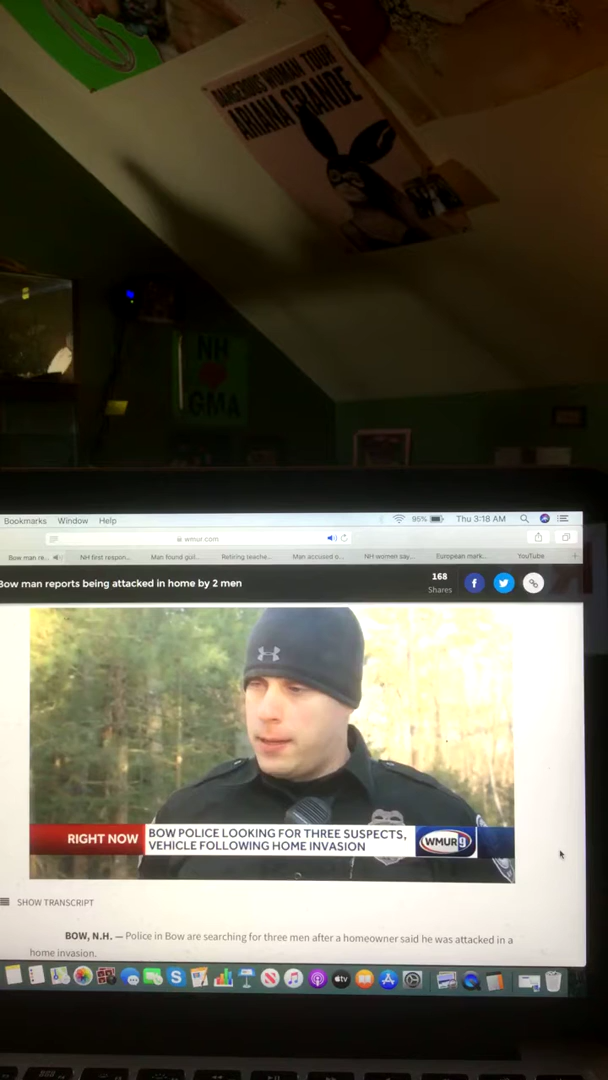 DANGEROUS WOMAN TOUR
ARIANA GRANDE
NH
GMA
Bookmarks Window Help 95% Thu 3:18 AM
wmur.com
Bow man re... NH first respon... Man found guil... Retiring teache... Man accused o... NH women say... European mark... YouTube
Bow man reports being attacked in home by 2 men
168
Shares
RIGHT NOW
BOW POLICE LOOKING FOR THREE SUSPECTS,
VEHICLE FOLLOWING HOME INVASION
WMUR 9
SHOW TRANSCRIPT
BOW, N.H. — Police in Bow are searching for three men after a homeowner said he was attacked in a
home invasion.
tv